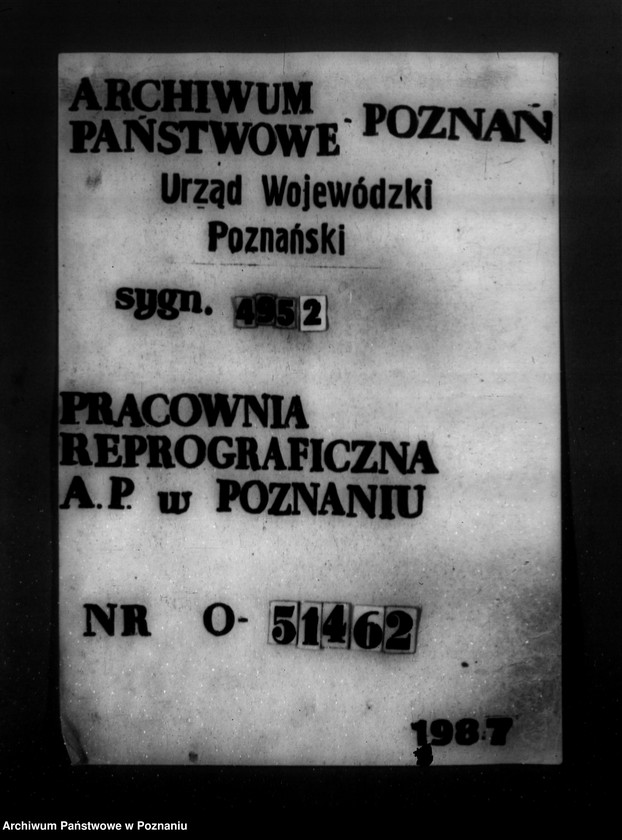 ARCHIWUM
PAŃSTWOWE - POZNAŃ
Urząd Wojewódzki
Poznański
sygn. 4952
PRACOWNIA
REPROGRAFICZNA
A.P. w POZNANIU
NR O-51462
1987
Archiwum Państwowe w Poznaniu